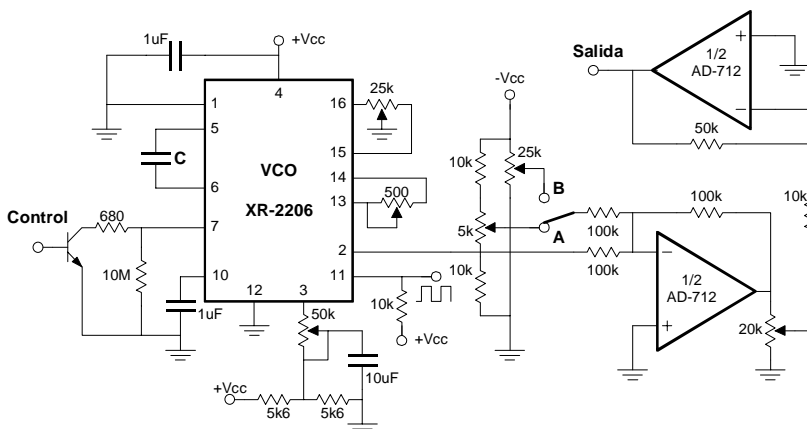 1uF
+Vcc
4
1
5
6
7
10
12
3
16
15
14
13
2
11
VCO
XR-2206
C
Control
680
10M
1uF
25k
500
10k
+Vcc
50k
10uF
+Vcc
5k6
5k6
-Vcc
10k
25k
5k
10k
B
A
100k
100k
100k
1/2
AD-712
20k
10k
Salida
1/2
AD-712
50k